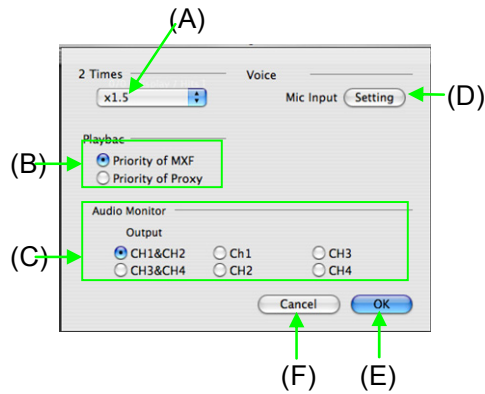 (A)
2 Times
Voice
x1.5
Mic Input
Setting
(D)
Playbac
(B)
Priority of MXF
Priority of Proxy
Audio Monitor
Output
(C)
CH1&CH2
Ch1
CH3
CH3&CH4
CH2
CH4
Cancel
OK
(F)
(E)